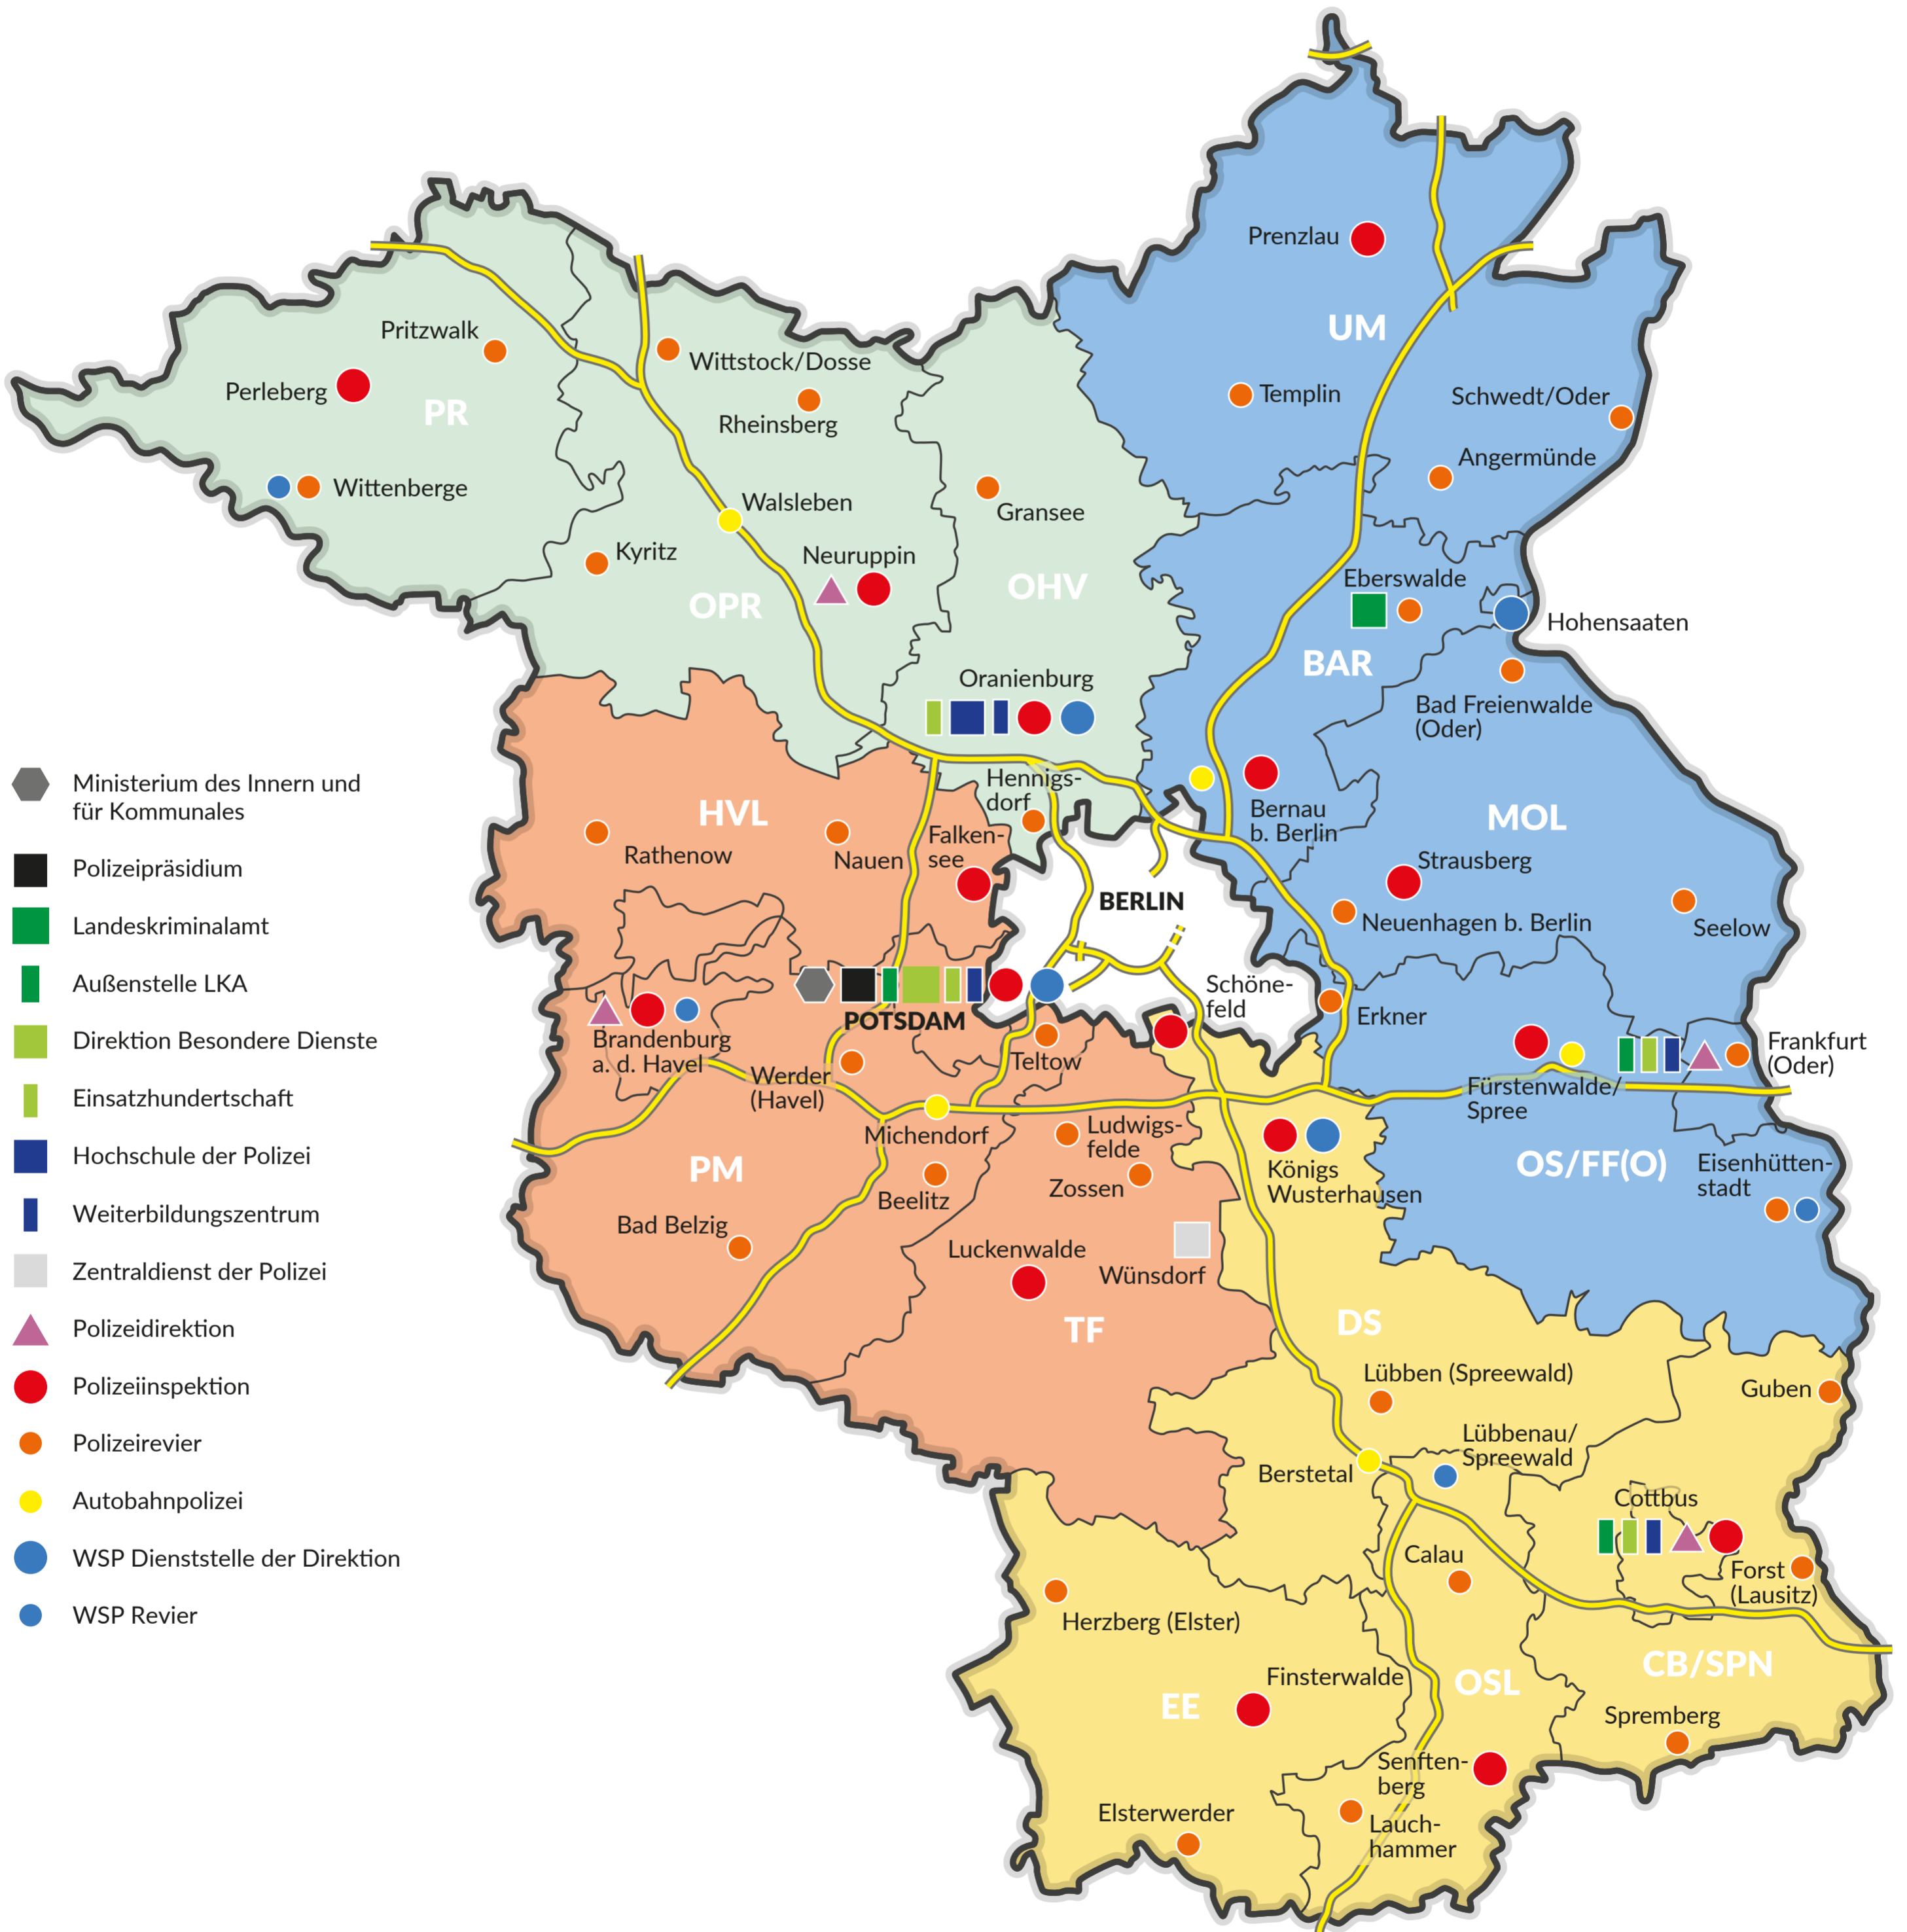 Prenzlau
UM
Pritzwalk
Wittstock/Dosse
Perleberg
PR
Rheinsberg
Templin
Schwedt/Oder
Angermünde
Wittenberge
Walsleben
Gransee
Kyritz
Neuruppin
OPR
OHV
Eberswalde
Hohensaaten
BAR
Oranienburg
Bad Freienwalde
(Oder)
Hennigs-
dorf
HVL
Bernau
b. Berlin
MOL
Rathenow
Nauen
Falken-
see
Strausberg
BERLIN
Neuenhagen b. Berlin
Seelow
Schöne-
feld
Erkner
POTSDAM
Brandenburg
a. d. Havel
Werder
(Havel)
Teltow
Frankfurt
(Oder)
Fürstenwalde/
Spree
Michendorf
Ludwigs-
felde
Zossen
Königs
Wusterhausen
OS/FF(O)
Eisenhütten-
stadt
PM
Beelitz
Bad Belzig
Luckenwalde
Wünsdorf
TF
DS
Lübben (Spreewald)
Guben
Lübbenau/
Spreewald
Berstetal
Cottbus
Calau
Forst
(Lausitz)
Herzberg (Elster)
Finsterwalde
EE
OSL
CB/SPN
Spremberg
Senften-
berg
Elsterwerder
Lauch-
hammer
Ministerium des Innern und
für Kommunales
Polizeipräsidium
Landeskriminalamt
Außenstelle LKA
Direktion Besondere Dienste
Einsatzhundertschaft
Hochschule der Polizei
Weiterbildungszentrum
Zentraldienst der Polizei
Polizeidirektion
Polizeiinspektion
Polizeirevier
Autobahnpolizei
WSP Dienststelle der Direktion
WSP Revier